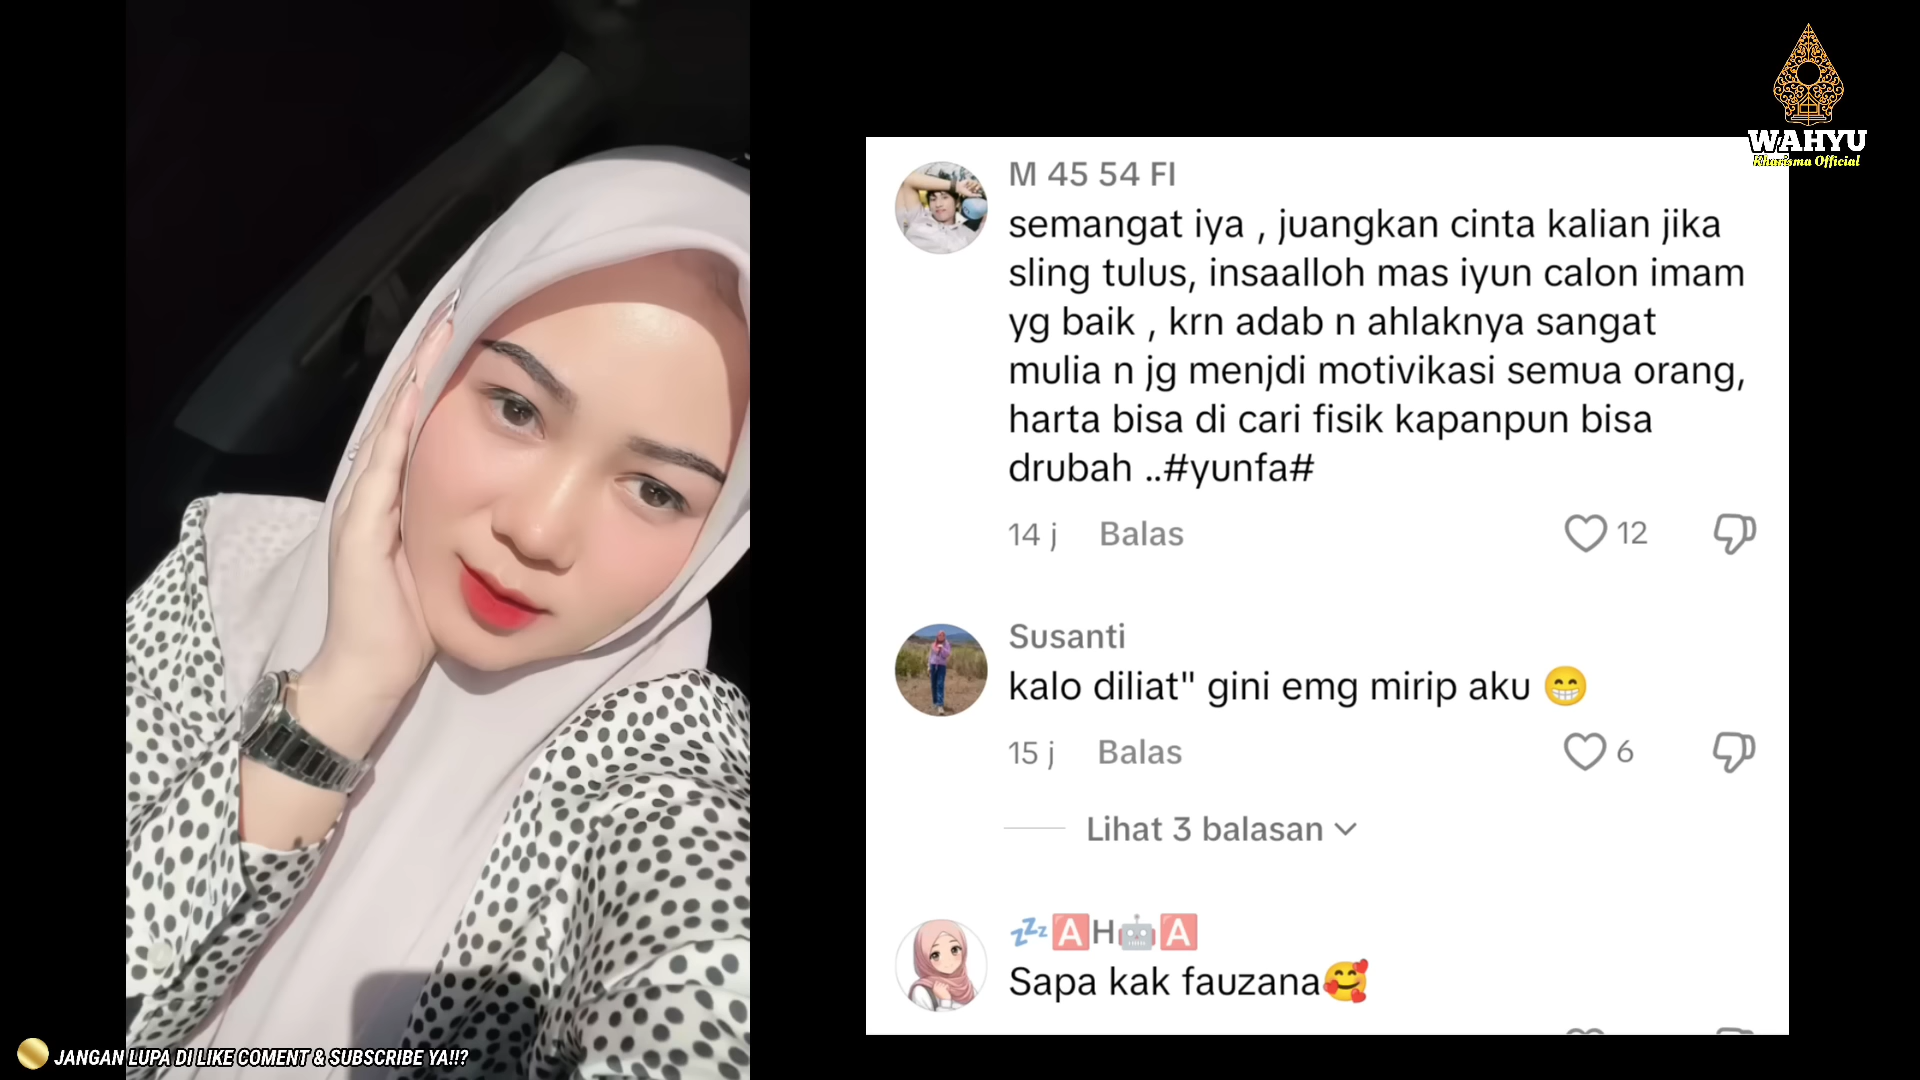 WAHYU
Kharisma Official
M 45 54 FI
semangat iya , juangkan cinta kalian jika
sling tulus, insaalloh mas iyun calon imam
yg baik , krn adab n ahlaknya sangat
mulia n jg menjdi motivikasi semua orang,
harta bisa di cari fisik kapanpun bisa
drubah ..#yunfa#
14 j Balas 12
Susanti
kalo diliat" gini emg mirip aku 😁
15 j Balas 6
Lihat 3 balasan
💤🅰H🤖🅰
Sapa kak fauzana🥰
JANGAN LUPA DI LIKE COMENT & SUBSCRIBE YA!!?